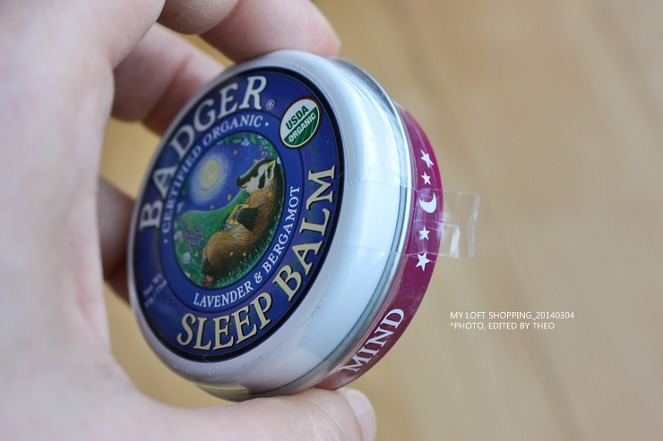 BADGER®
• CERTIFIED ORGANIC •
USDA
ORGANIC
LAVENDER & BERGAMOT
SLEEP BALM
MIND
MY LOFT SHOPPING_20140304
*PHOTO, EDITED BY THEO